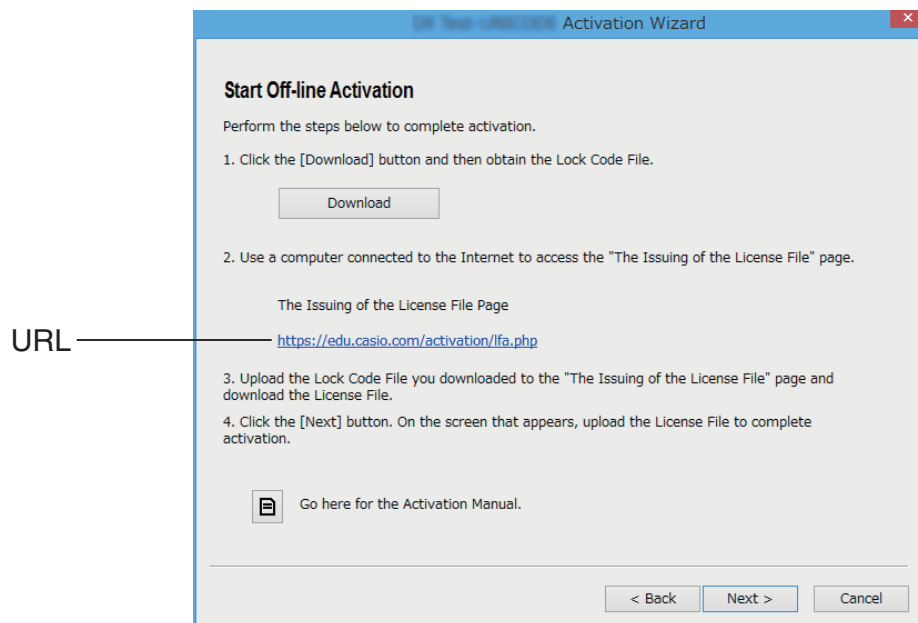 Activation Wizard
Start Off-line Activation
Perform the steps below to complete activation.
1. Click the [Download] button and then obtain the Lock Code File.
Download
2. Use a computer connected to the Internet to access the "The Issuing of the License File" page.
The Issuing of the License File Page
URL
https://edu.casio.com/activation/lfa.php
3. Upload the Lock Code File you downloaded to the "The Issuing of the License File" page and
download the License File.
4. Click the [Next] button. On the screen that appears, upload the License File to complete
activation.
Go here for the Activation Manual.
< Back
Next >
Cancel